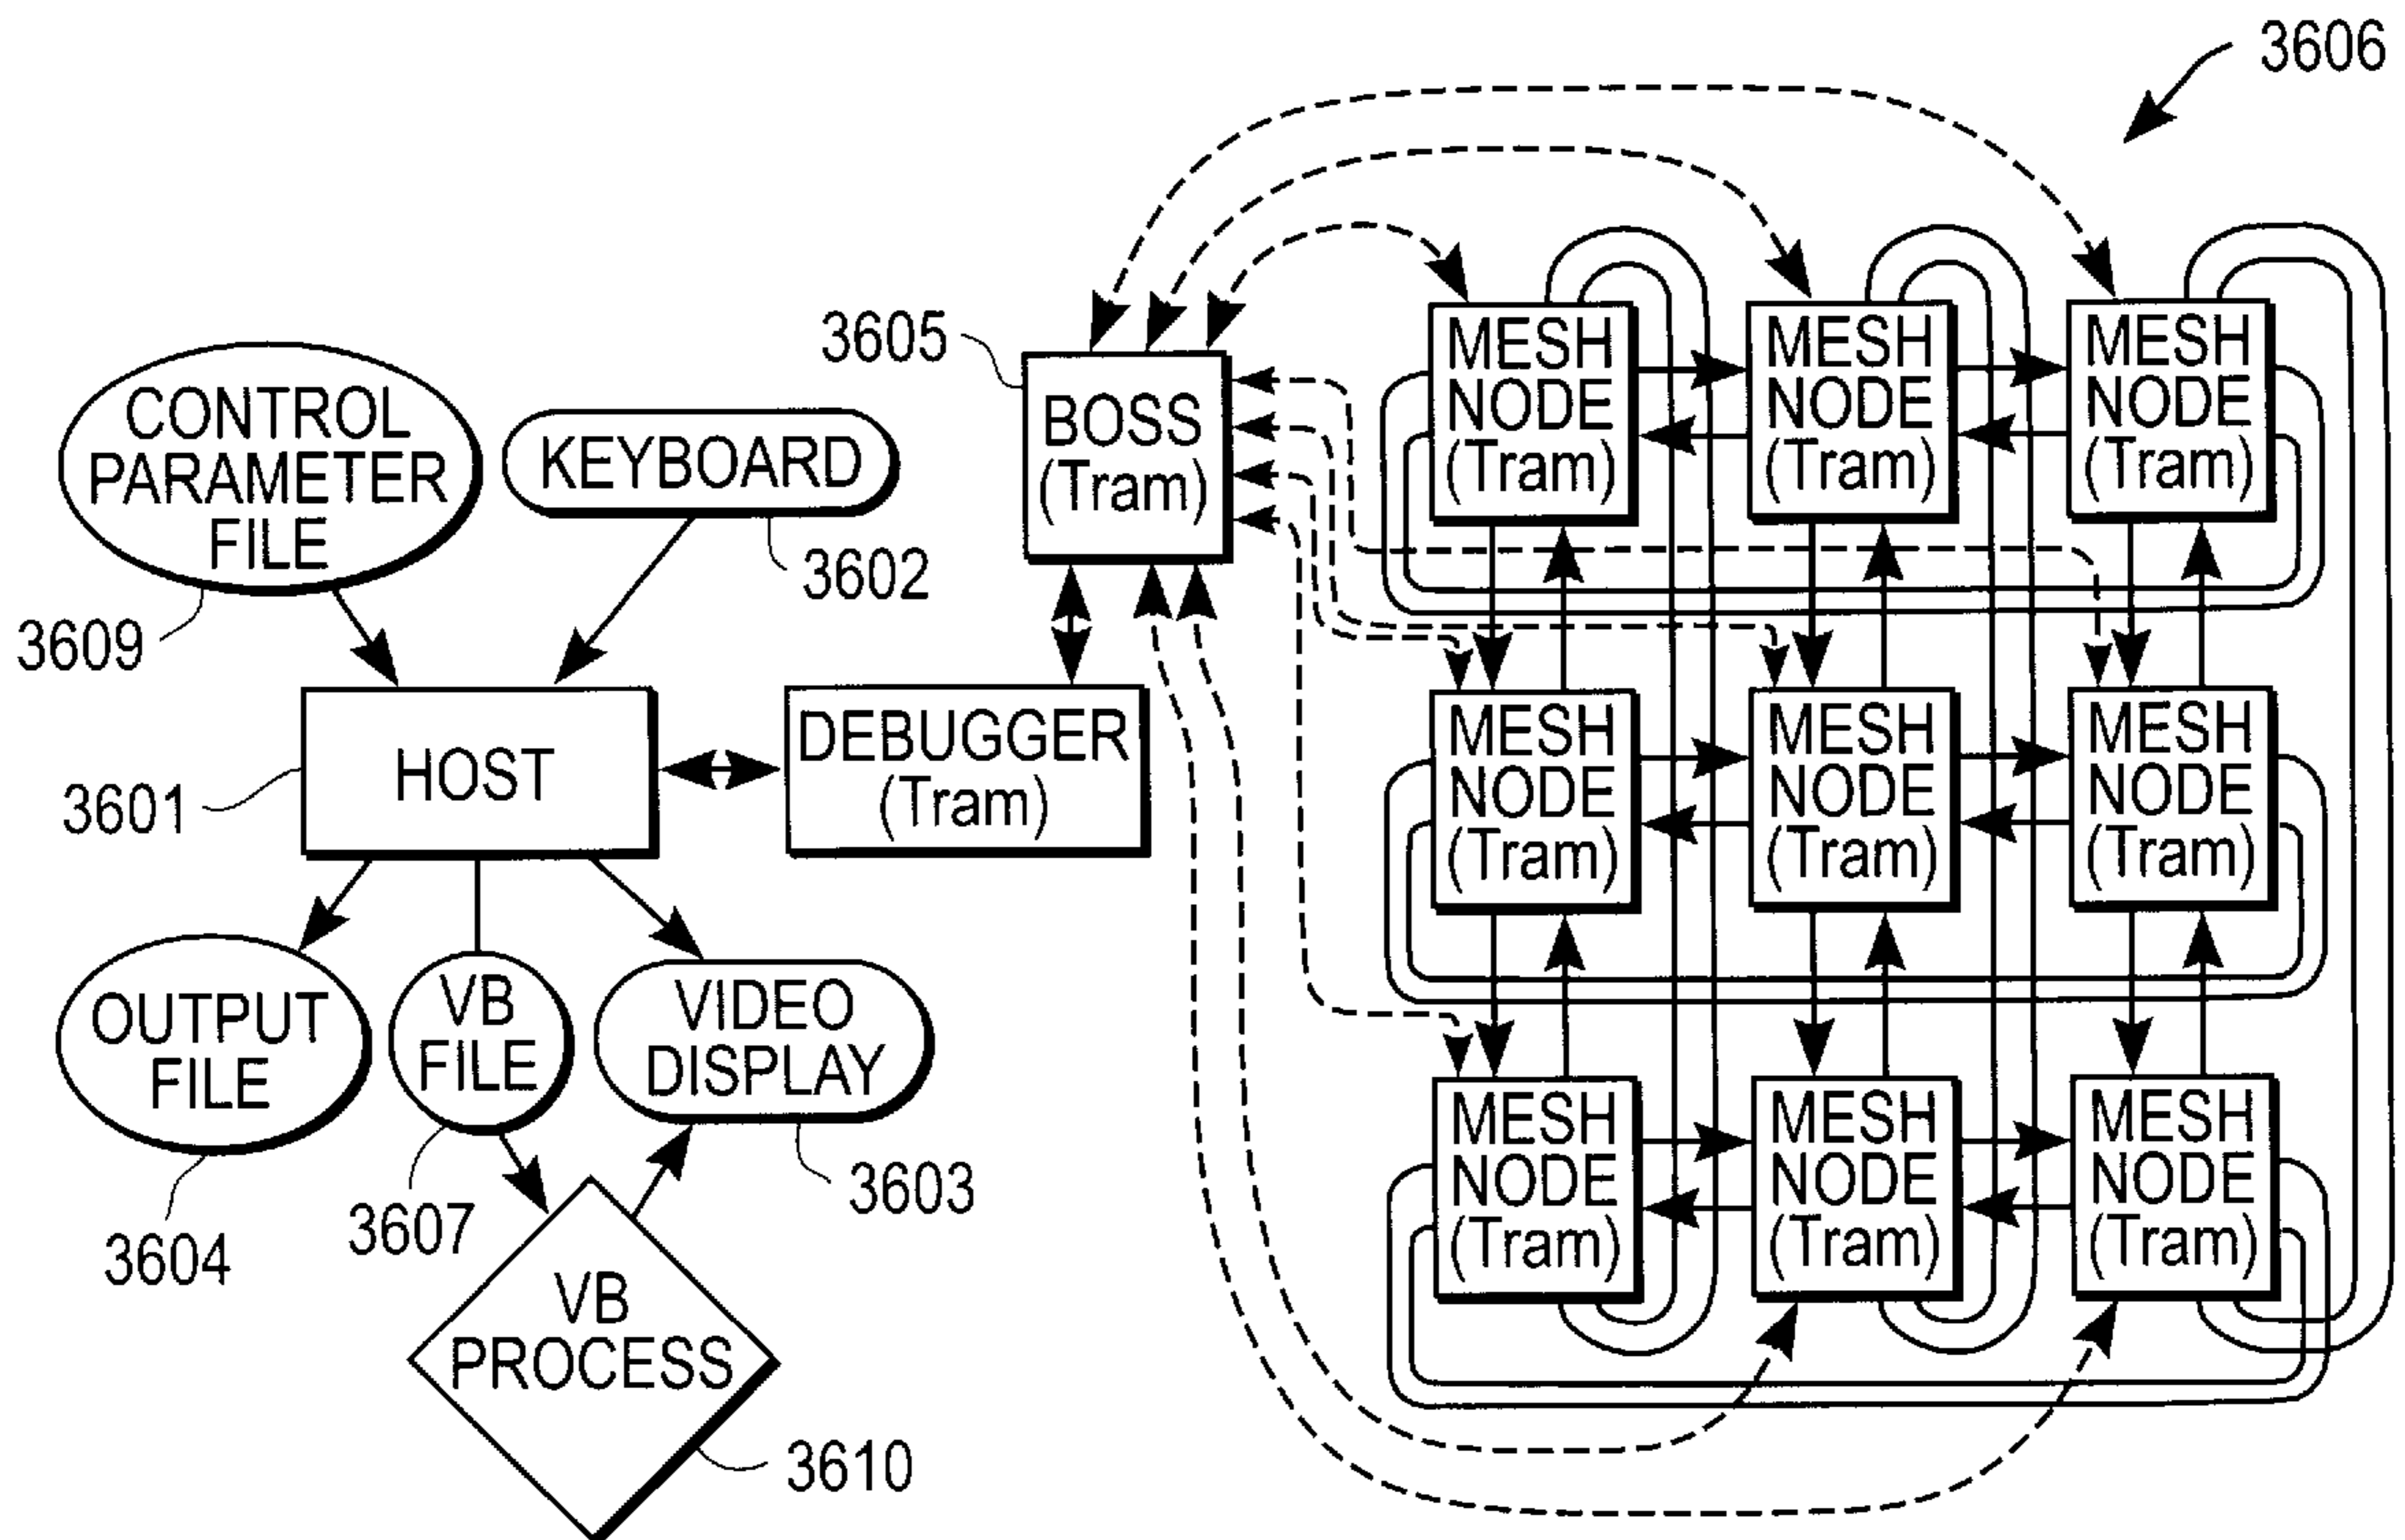 3606
3605
CONTROL
PARAMETER
FILE
3609
KEYBOARD
3602
BOSS
(Tram)
HOST
3601
DEBUGGER
(Tram)
OUTPUT
FILE
3604
VB
FILE
3607
VIDEO
DISPLAY
3603
VB
PROCESS
3610
MESH
NODE
(Tram)
MESH
NODE
(Tram)
MESH
NODE
(Tram)
MESH
NODE
(Tram)
MESH
NODE
(Tram)
MESH
NODE
(Tram)
MESH
NODE
(Tram)
MESH
NODE
(Tram)
MESH
NODE
(Tram)